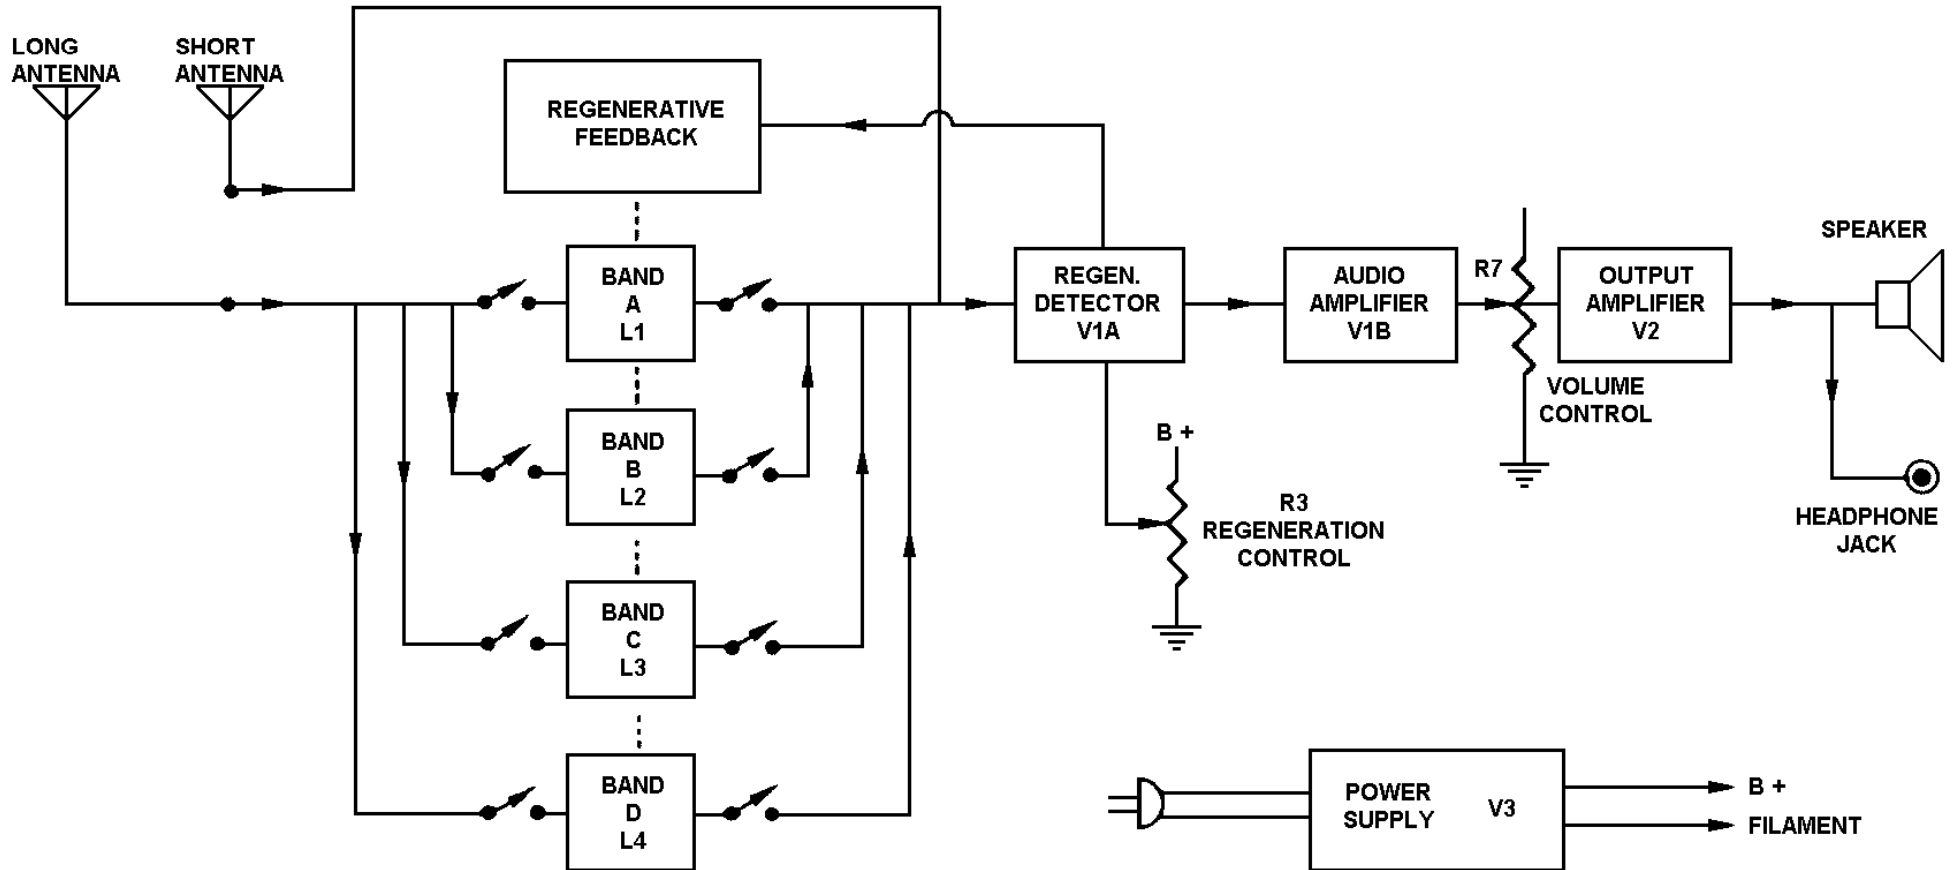 LONG
ANTENNA
SHORT
ANTENNA
REGENERATIVE
FEEDBACK
BAND
A
L1
BAND
B
L2
BAND
C
L3
BAND
D
L4
REGEN.
DETECTOR
V1A
B +
R3
REGENERATION
CONTROL
AUDIO
AMPLIFIER
V1B
R7
VOLUME
CONTROL
OUTPUT
AMPLIFIER
V2
SPEAKER
HEADPHONE
JACK
POWER
SUPPLY
V3
B +
FILAMENT